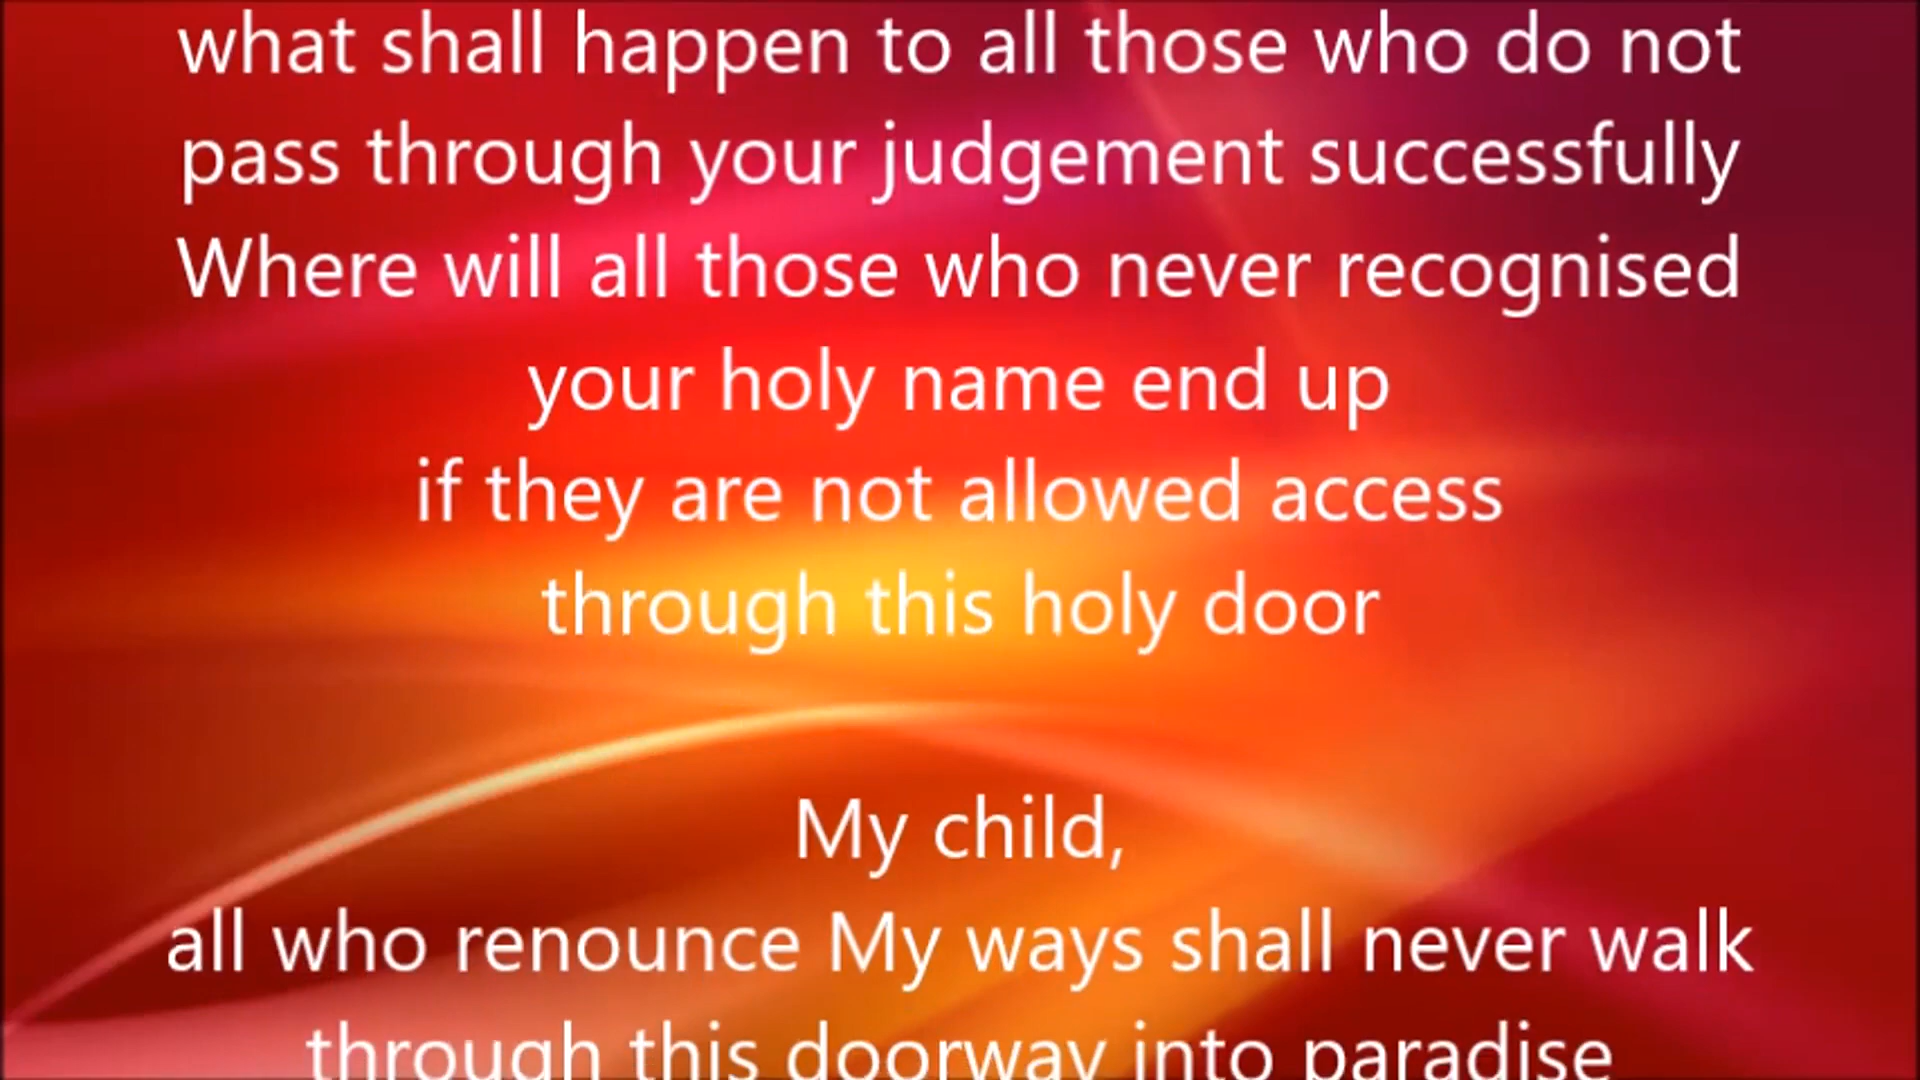 what shall happen to all those who do not
pass through your judgement successfully
Where will all those who never recognised
your holy name end up
if they are not allowed access
through this holy door
My child,
all who renounce My ways shall never walk
through this doorway into paradise